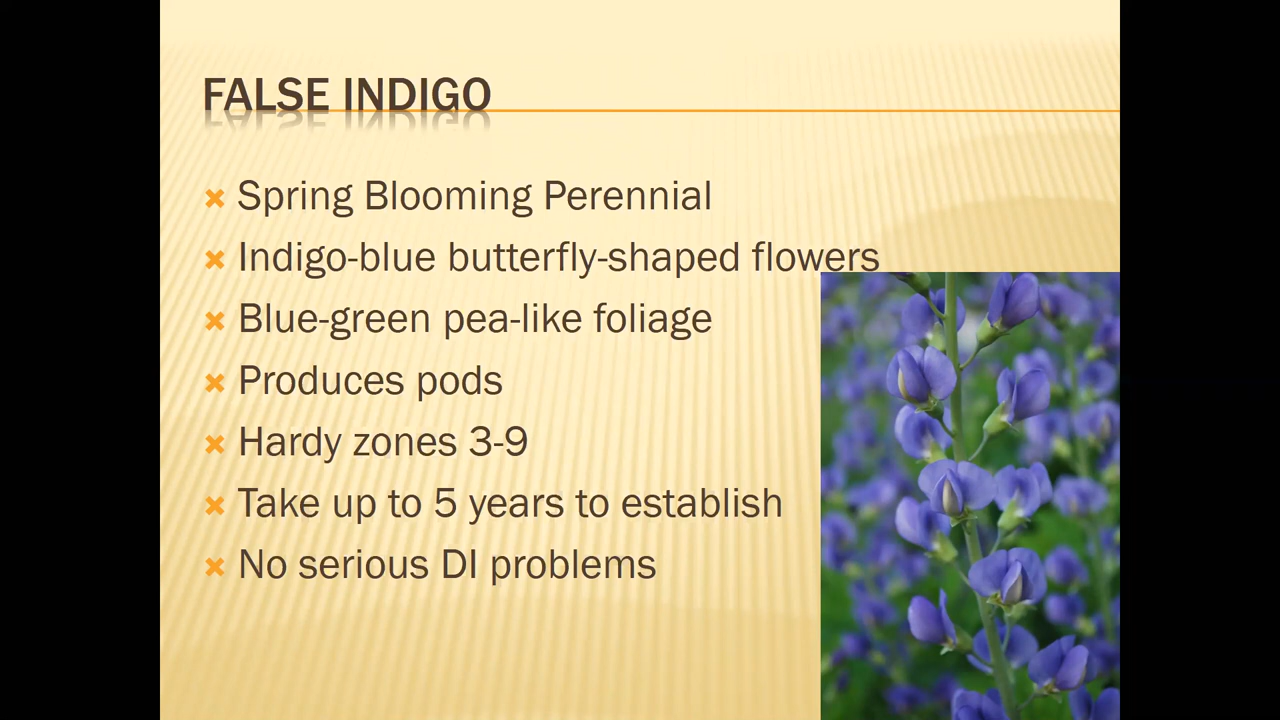 FALSE INDIGO
Spring Blooming Perennial
Indigo-blue butterfly-shaped flowers
Blue-green pea-like foliage
Produces pods
Hardy zones 3-9
Take up to 5 years to establish
No serious DI problems